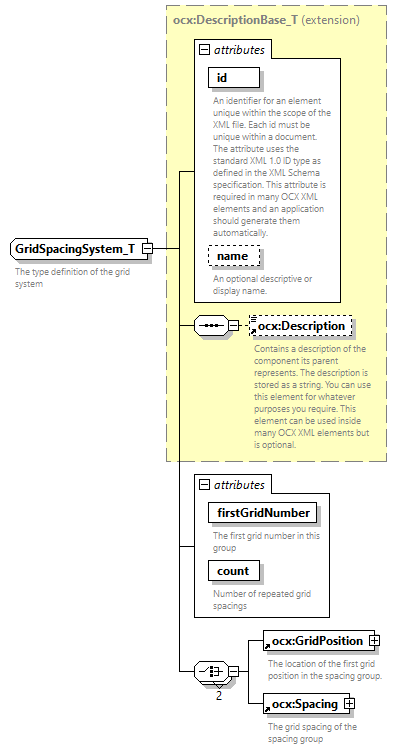 ocx:DescriptionBase_T (extension)
attributes
id
An identifier for an element
unique within the scope of the
XML file. Each id must be
unique within a document.
The attribute uses the
standard XML 1.0 ID type as
defined in the XML Schema
specification. This attribute is
required in many OCX XML
elements and an application
should generate them
automatically.
name
An optional descriptive or
display name.
GridSpacingSystem_T
The type definition of the grid
system
ocx:Description
Contains a description of the
component its parent
represents. The description is
stored as a string. You can use
this element for whatever
purposes you require. This
element can be used inside
many OCX XML elements but
is optional.
attributes
firstGridNumber
The first grid number in this
group
count
Number of repeated grid
spacings
ocx:GridPosition
The location of the first grid
position in the spacing group.
2
ocx:Spacing
The grid spacing of the
spacing group